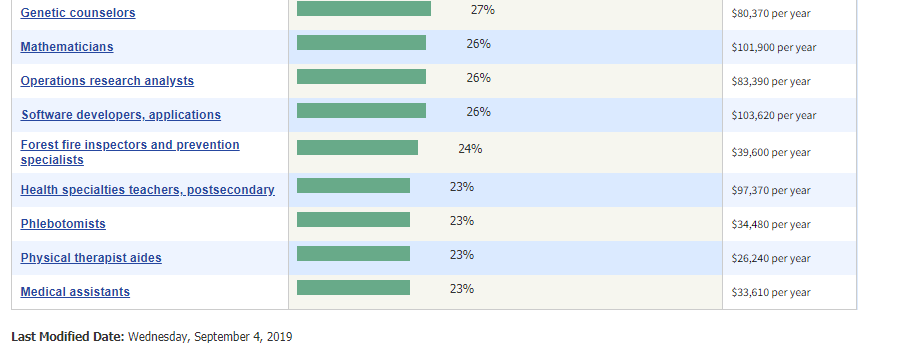 Genetic counselors 27% $80,370 per year
Mathematicians 26% $101,900 per year
Operations research analysts 26% $83,390 per year
Software developers, applications 26% $103,620 per year
Forest fire inspectors and prevention
specialists 24% $39,600 per year
Health specialties teachers, postsecondary 23% $97,370 per year
Phlebotomists 23% $34,480 per year
Physical therapist aides 23% $26,240 per year
Medical assistants 23% $33,610 per year
Last Modified Date: Wednesday, September 4, 2019